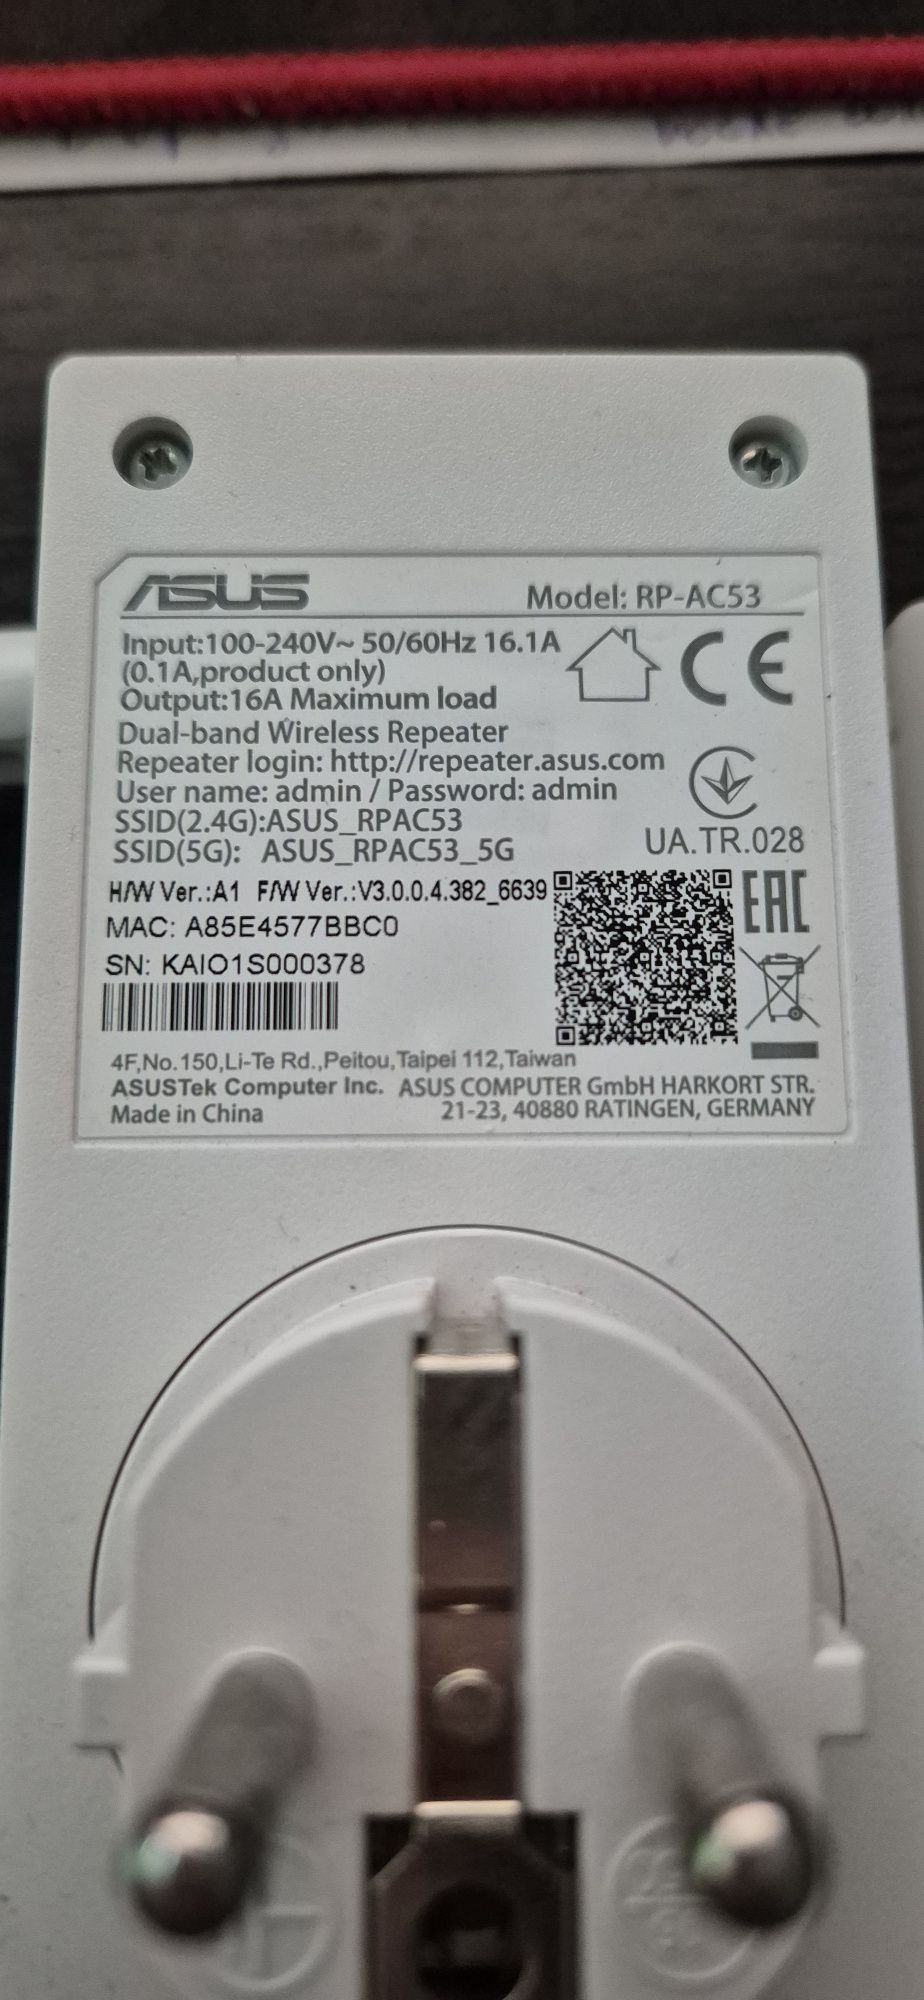 ASUS Model: RP-AC53
Input:100-240V~ 50/60Hz 16.1A
(0.1A,product only)
Output:16A Maximum load
Dual-band Wireless Repeater
Repeater login: http://repeater.asus.com
User name: admin / Password: admin
SSID(2.4G):ASUS_RPAC53
SSID(5G): ASUS_RPAC53_5G
CE
UA.TR.028
H/W Ver.:A1 F/W Ver.:V3.0.0.4.382_6639
EAC
MAC: A85E4577BBC0
SN: KAIO1S000378
4F,No.150,Li-Te Rd.,Peitou,Taipei 112,Taiwan
ASUSTek Computer Inc. ASUS COMPUTER GmbH HARKORT STR.
Made in China 21-23, 40880 RATINGEN, GERMANY